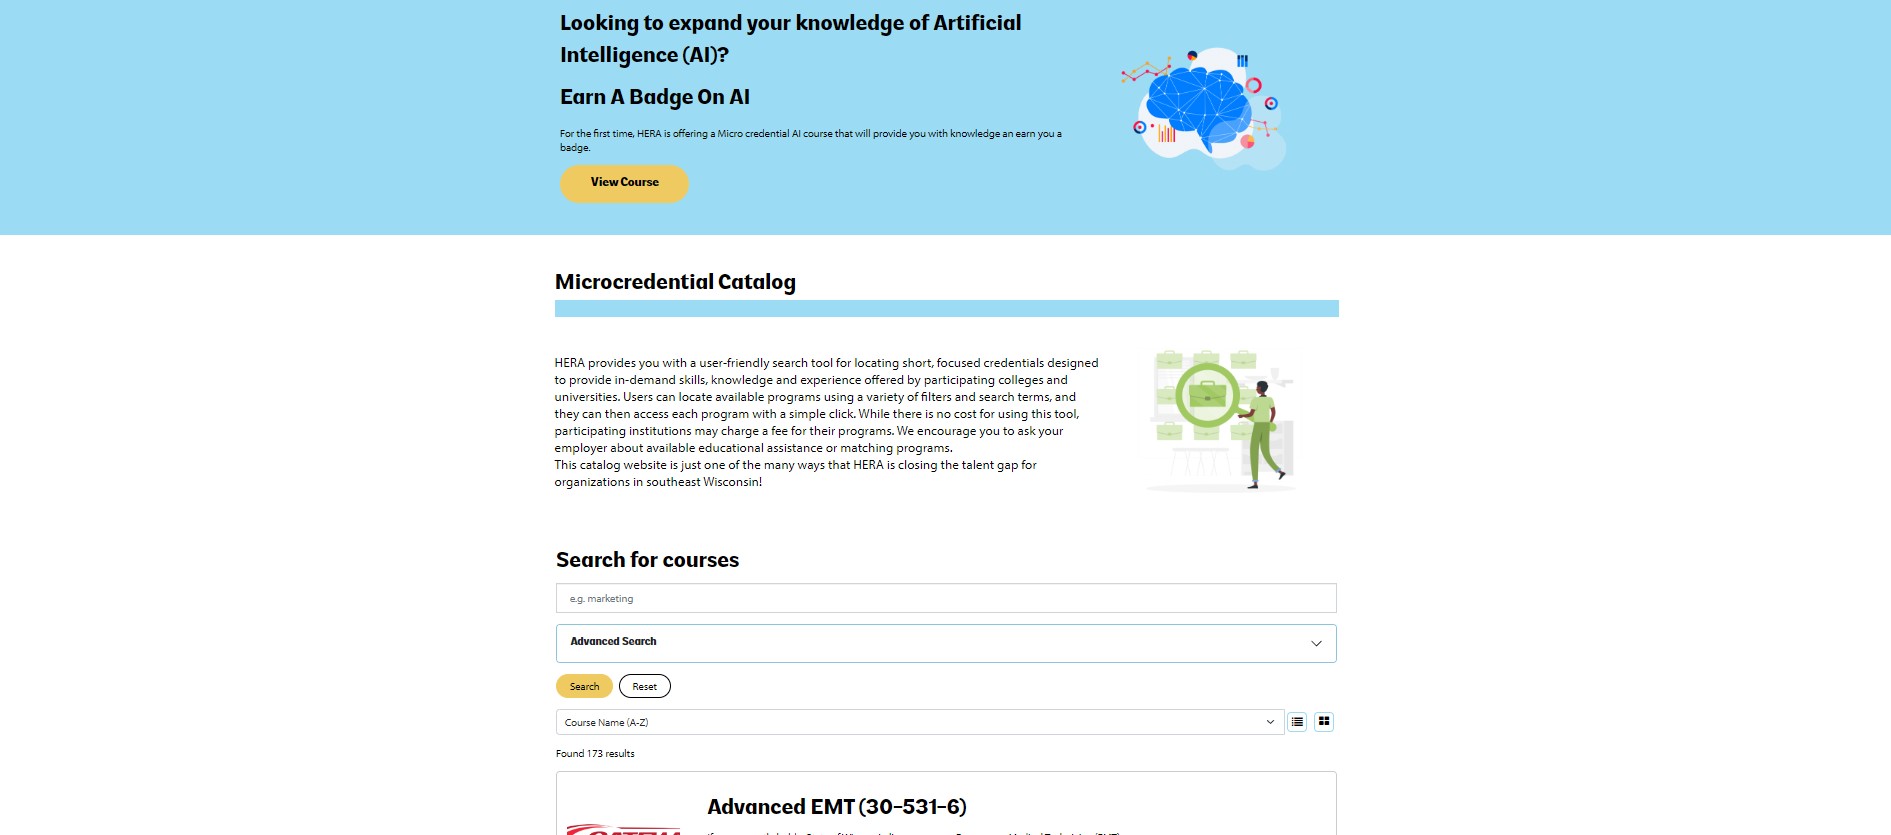 Looking to expand your knowledge of Artificial
Intelligence (AI)?
Earn A Badge On AI
For the first time, HERA is offering a Micro credential AI course that will provide you with knowledge an earn you a
badge.
View Course
Microcredential Catalog
HERA provides you with a user-friendly search tool for locating short, focused credentials designed
to provide in-demand skills, knowledge and experience offered by participating colleges and
universities. Users can locate available programs using a variety of filters and search terms, and
they can then access each program with a simple click. While there is no cost for using this tool,
participating institutions may charge a fee for their programs. We encourage you to ask your
employer about available educational assistance or matching programs.
This catalog website is just one of the many ways that HERA is closing the talent gap for
organizations in southeast Wisconsin!
Search for courses
e.g. marketing
Advanced Search
Search Reset
Course Name (A-Z)
Found 173 results
Advanced EMT (30-531-6)